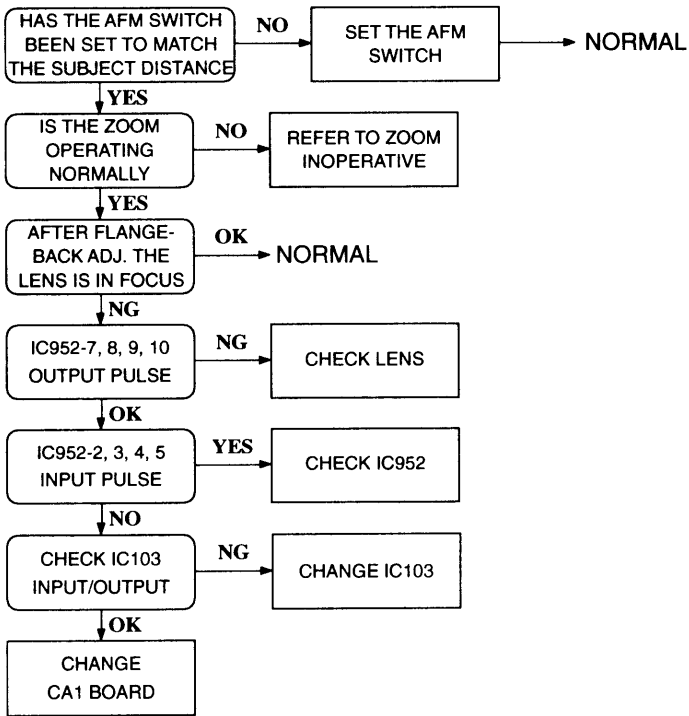 HAS THE AFM SWITCH
BEEN SET TO MATCH
THE SUBJECT DISTANCE
NO
SET THE AFM
SWITCH
NORMAL
YES
IS THE ZOOM
OPERATING
NORMALLY
NO
REFER TO ZOOM
INOPERATIVE
YES
AFTER FLANGE-
BACK ADJ. THE
LENS IS IN FOCUS
OK
NORMAL
NG
IC952-7, 8, 9, 10
OUTPUT PULSE
NG
CHECK LENS
OK
IC952-2, 3, 4, 5
INPUT PULSE
YES
CHECK IC952
NO
CHECK IC103
INPUT/OUTPUT
NG
CHANGE IC103
OK
CHANGE
CA1 BOARD